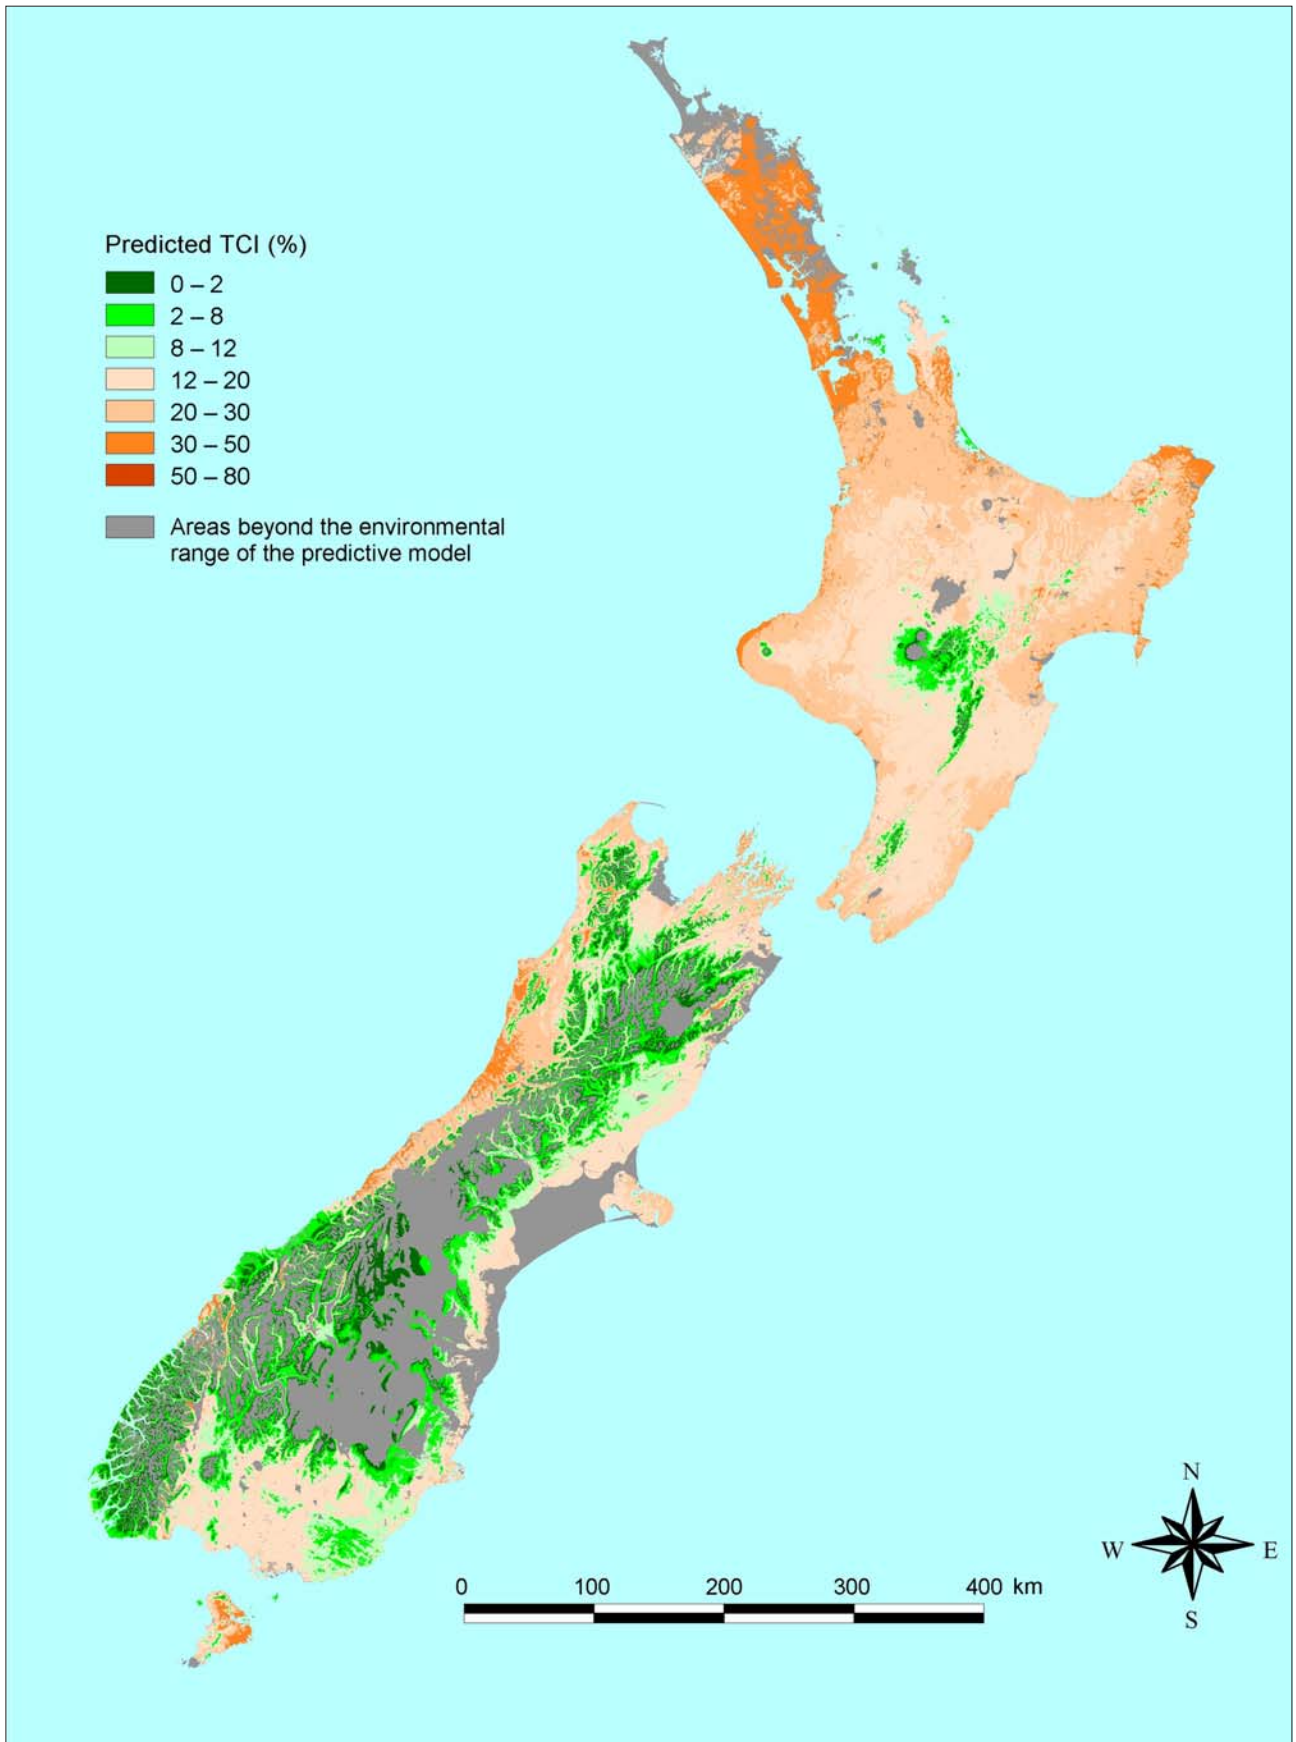 Predicted TCI (%)
0 – 2
2 – 8
8 – 12
12 – 20
20 – 30
30 – 50
50 – 80
Areas beyond the environmental
range of the predictive model
N
W E
S
0 100 200 300 400 km